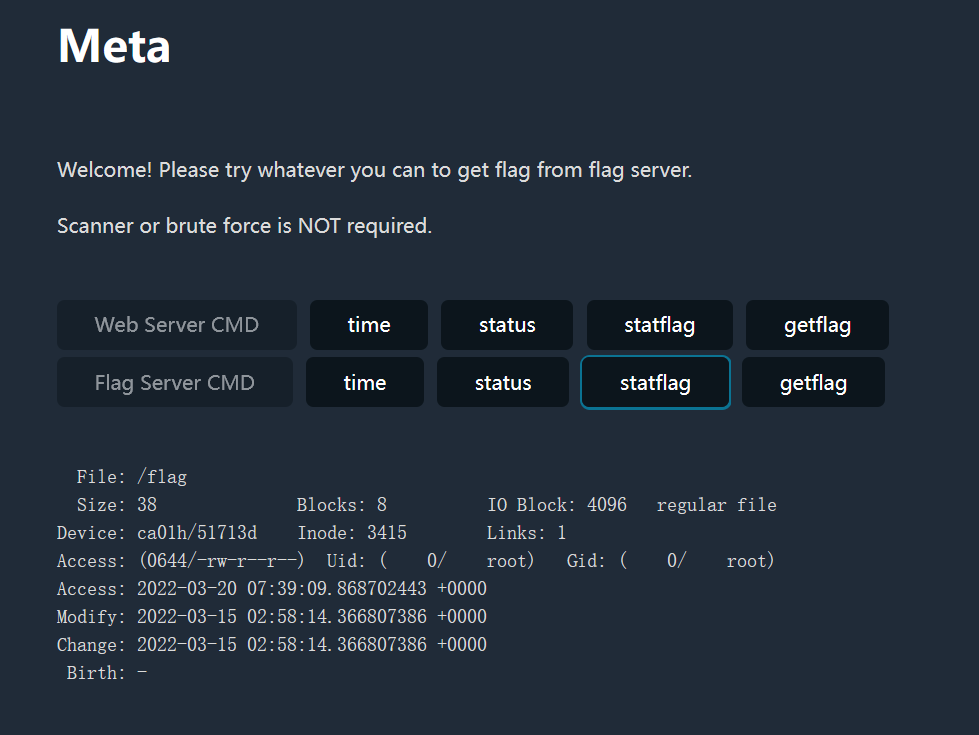 Meta
Welcome! Please try whatever you can to get flag from flag server.
Scanner or brute force is NOT required.
Web Server CMD time status statflag getflag
Flag Server CMD time status statflag getflag
File: /flag
Size: 38 Blocks: 8 IO Block: 4096 regular file
Device: ca01h/51713d Inode: 3415 Links: 1
Access: (0644/-rw-r--r--) Uid: ( 0/ root) Gid: ( 0/ root)
Access: 2022-03-20 07:39:09.868702443 +0000
Modify: 2022-03-15 02:58:14.366807386 +0000
Change: 2022-03-15 02:58:14.366807386 +0000
Birth: -